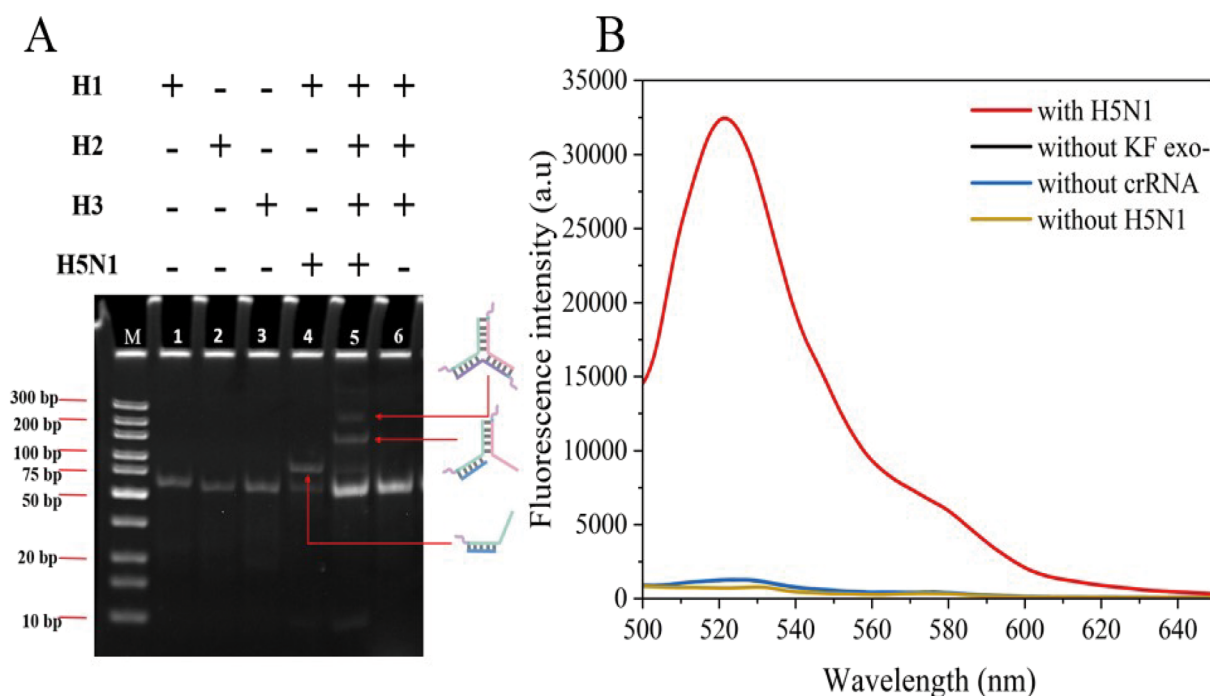 A
H1 + - - + + +
H2 - + - - + +
H3 - - + - + +
H5N1 - - - + + -
M 1 2 3 4 5 6
300 bp
200 bp
100 bp
75 bp
50 bp
20 bp
10 bp
B
Fluorescence intensity (a.u)
35000
30000
25000
20000
15000
10000
5000
0
with H5N1
without KF exo-
without crRNA
without H5N1
500 520 540 560 580 600 620 640
Wavelength (nm)